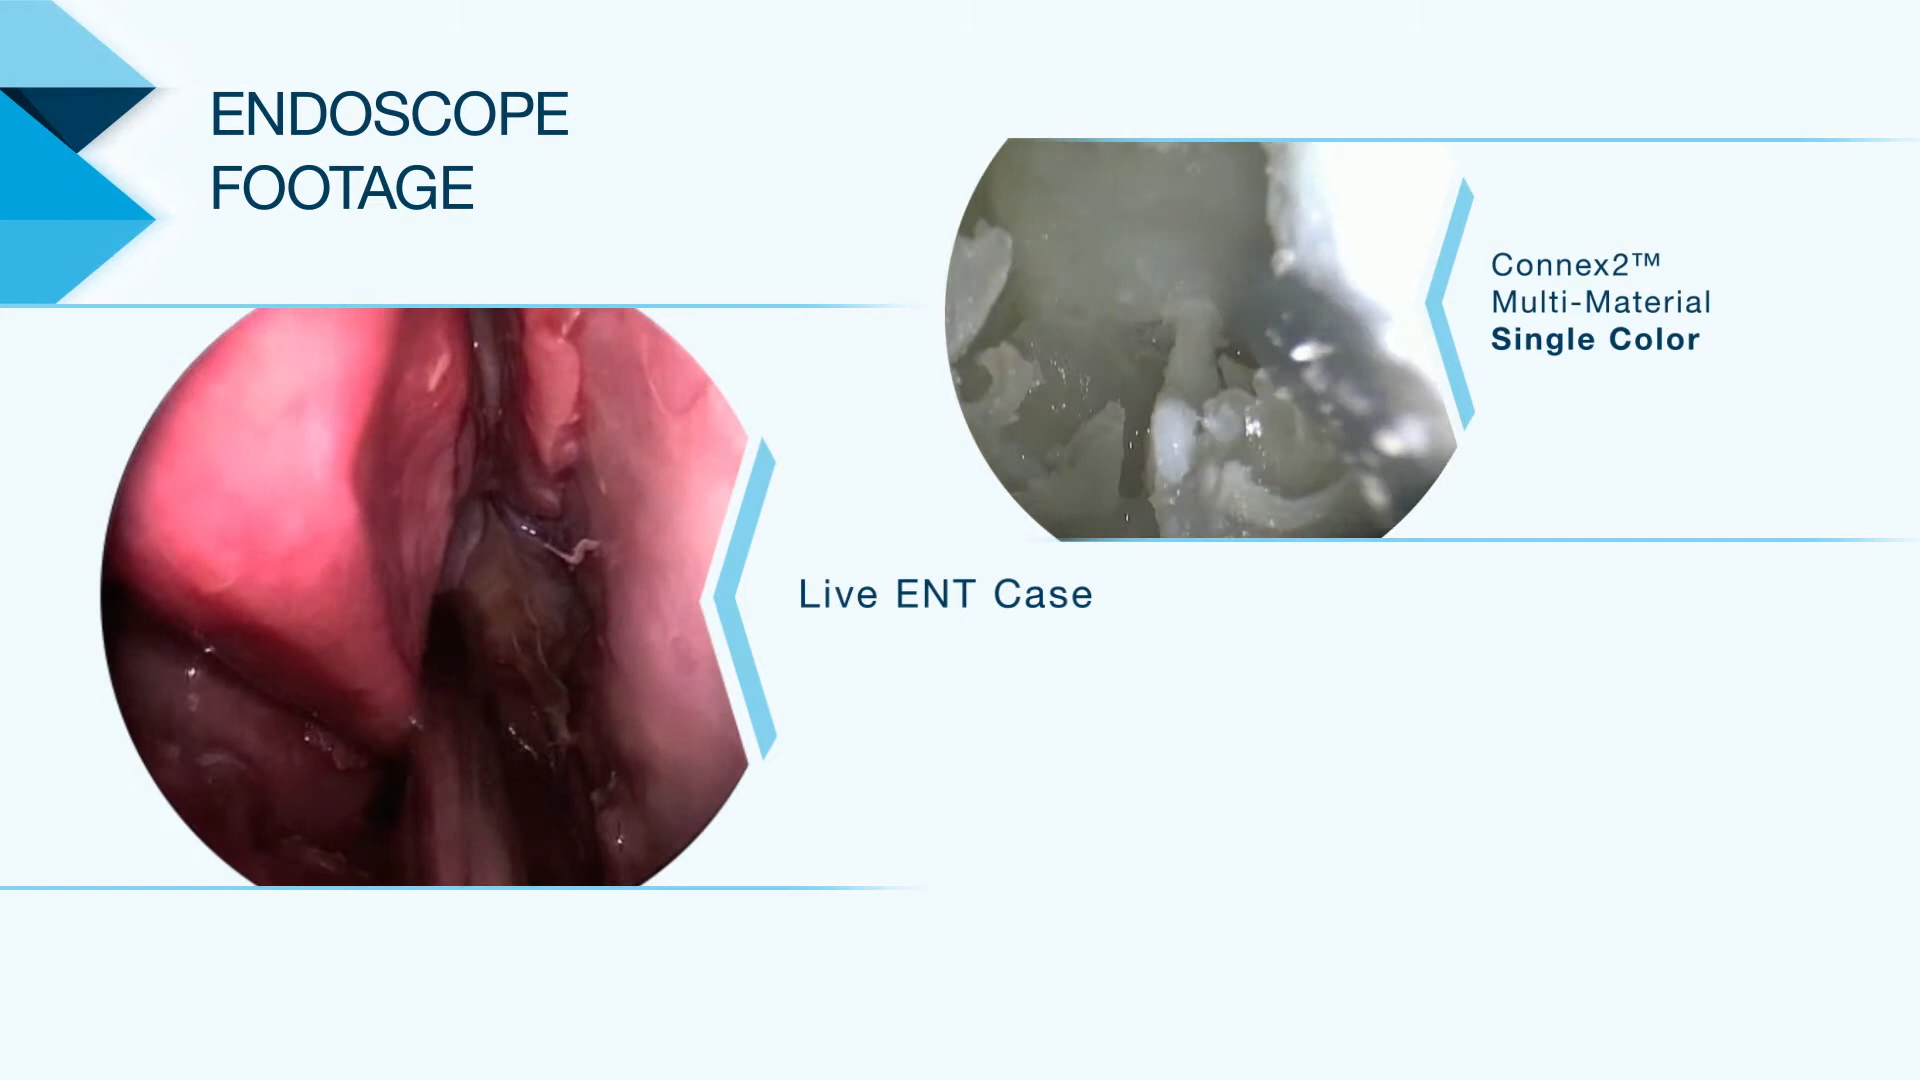 ENDOSCOPE
FOOTAGE
Connex2™
Multi-Material
Single Color
Live ENT Case